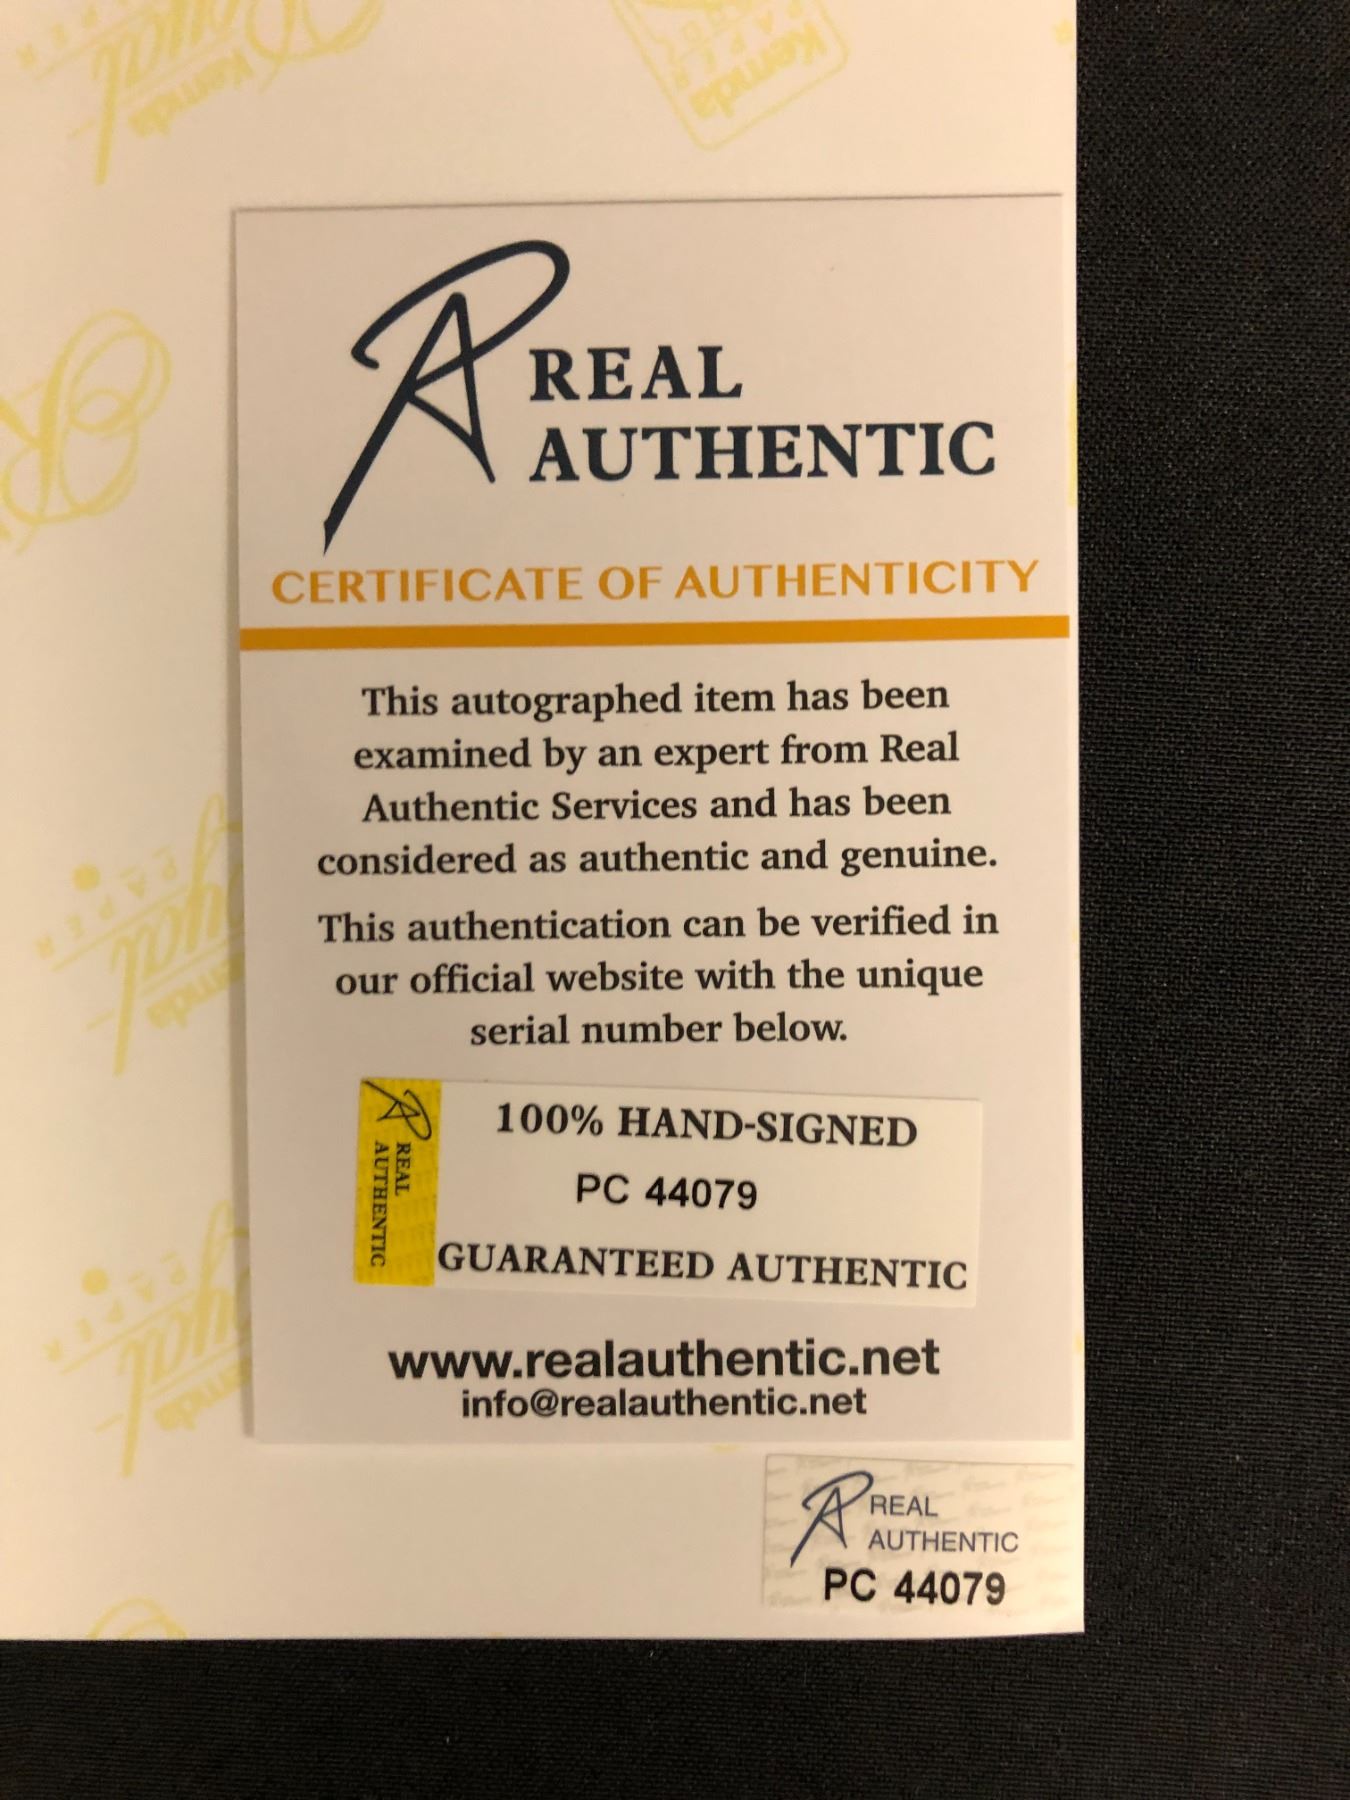 REAL
AUTHENTIC
CERTIFICATE OF AUTHENTICITY
This autographed item has been
examined by an expert from Real
Authentic Services and has been
considered as authentic and genuine.
This authentication can be verified in
our official website with the unique
serial number below.
REAL
AUTHENTIC
100% HAND-SIGNED
PC 44079
GUARANTEED AUTHENTIC
www.realauthentic.net
info@realauthentic.net
REAL
AUTHENTIC
PC 44079